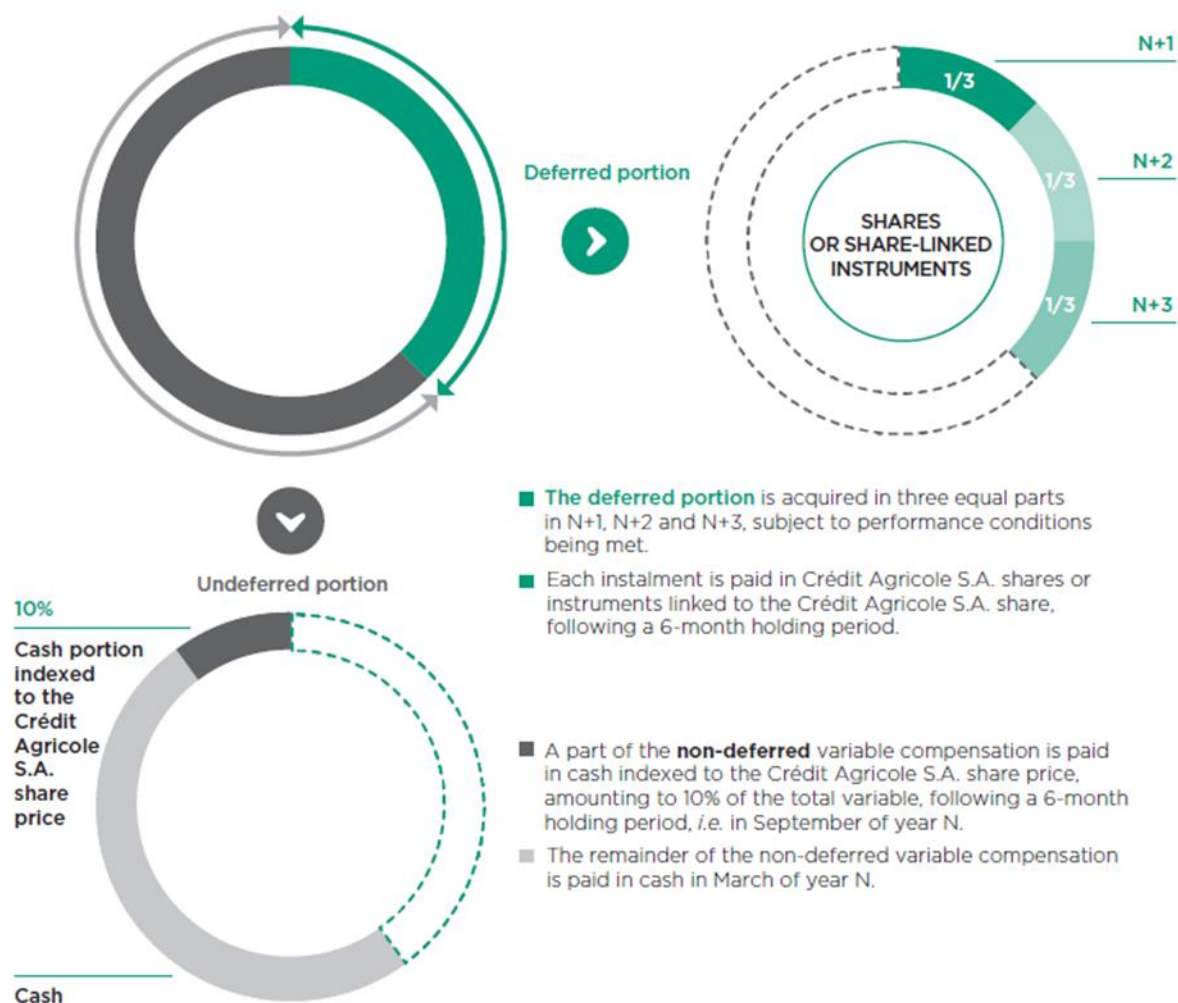 N+1
1/3
Deferred portion
N+2
1/3
SHARES
OR SHARE-LINKED
INSTRUMENTS
1/3
N+3
The deferred portion is acquired in three equal parts
in N+1, N+2 and N+3, subject to performance conditions
being met.
Each instalment is paid in Crédit Agricole S.A. shares or
instruments linked to the Crédit Agricole S.A. share,
following a 6-month holding period.
Undeferred portion
10%
Cash portion
indexed
to the
Crédit
Agricole
S.A.
share
price
A part of the non-deferred variable compensation is paid
in cash indexed to the Crédit Agricole S.A. share price,
amounting to 10% of the total variable, following a 6-month
holding period, i.e. in September of year N.
The remainder of the non-deferred variable compensation
is paid in cash in March of year N.
Cash